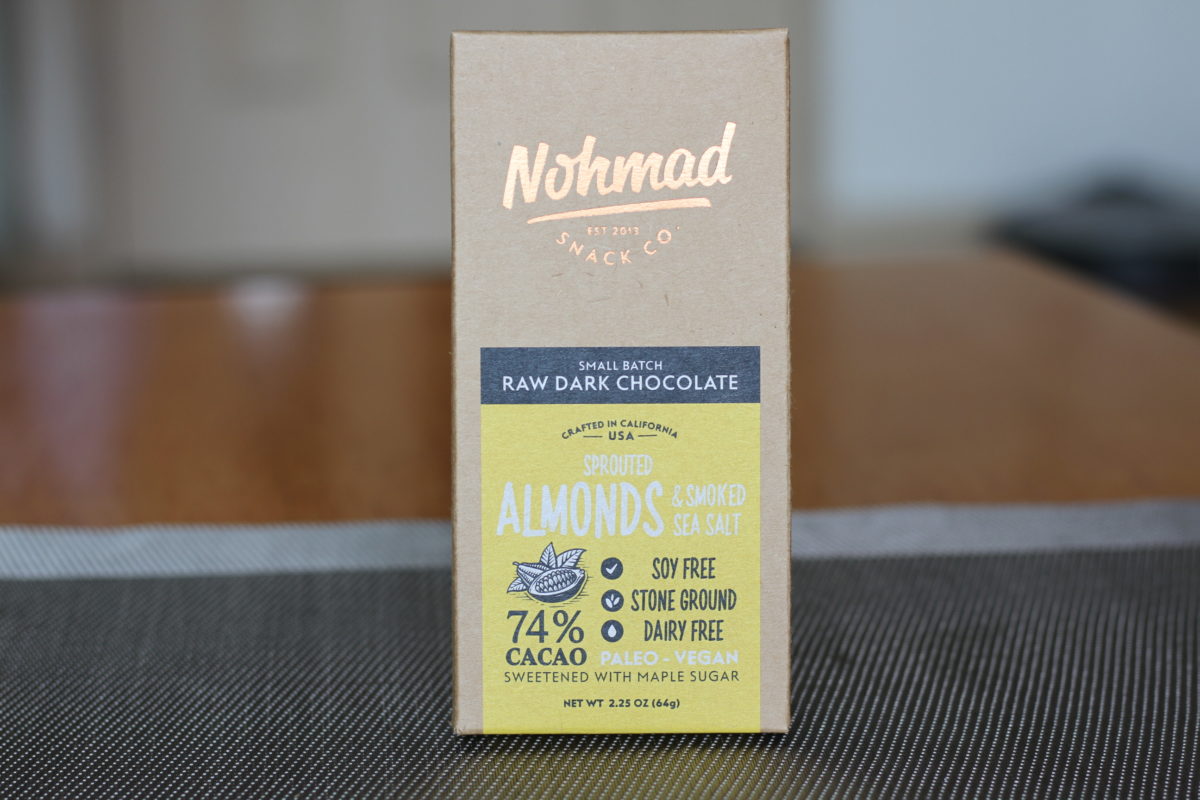 Nohmad
EST 2013
SNACK CO
SMALL BATCH
RAW DARK CHOCOLATE
CRAFTED IN CALIFORNIA
USA
SPROUTED
ALMONDS
& SMOKED
SEA SALT
SOY FREE
STONE GROUND
DAIRY FREE
74%
CACAO
PALEO - VEGAN
SWEETENED WITH MAPLE SUGAR
NET WT 2.25 OZ (64g)